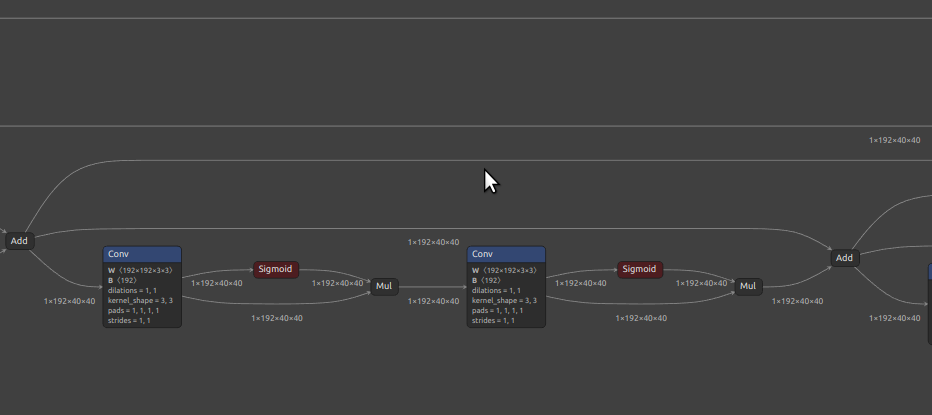 1×192×40×40
Add
1×192×40×40
Conv
W ⟨192×192×3×3⟩
B ⟨192⟩
dilations = 1, 1
kernel_shape = 3, 3
pads = 1, 1, 1, 1
strides = 1, 1
1×192×40×40
Sigmoid
1×192×40×40
1×192×40×40
Mul
1×192×40×40
1×192×40×40
Conv
W ⟨192×192×3×3⟩
B ⟨192⟩
dilations = 1, 1
kernel_shape = 3, 3
pads = 1, 1, 1, 1
strides = 1, 1
1×192×40×40
Sigmoid
1×192×40×40
1×192×40×40
Mul
1×192×40×40
Add
1×192×40×40